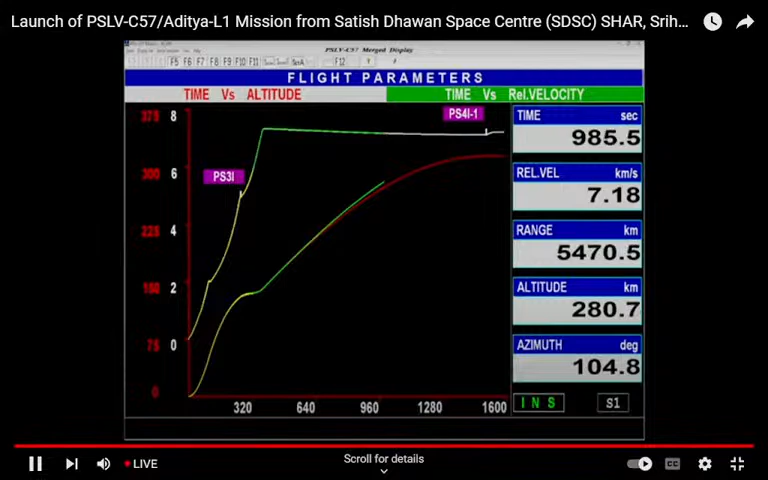 Launch of PSLV-C57/Aditya-L1 Mission from Satish Dhawan Space Centre (SDSC) SHAR, Srih...
PSLV-C57 Merged Display
F5 F6 F7 F8 F9 F10 F11 F12
FLIGHT PARAMETERS
TIME Vs ALTITUDE
TIME Vs Rel.VELOCITY
375 8
PS4I-1
TIME sec
985.5
300 6
PS3I
REL.VEL km/s
7.18
225 4
RANGE km
5470.5
150 2
ALTITUDE km
280.7
75 0
AZIMUTH deg
104.8
0
320 640 960 1280 1600
INS
S1
LIVE
Scroll for details
CC